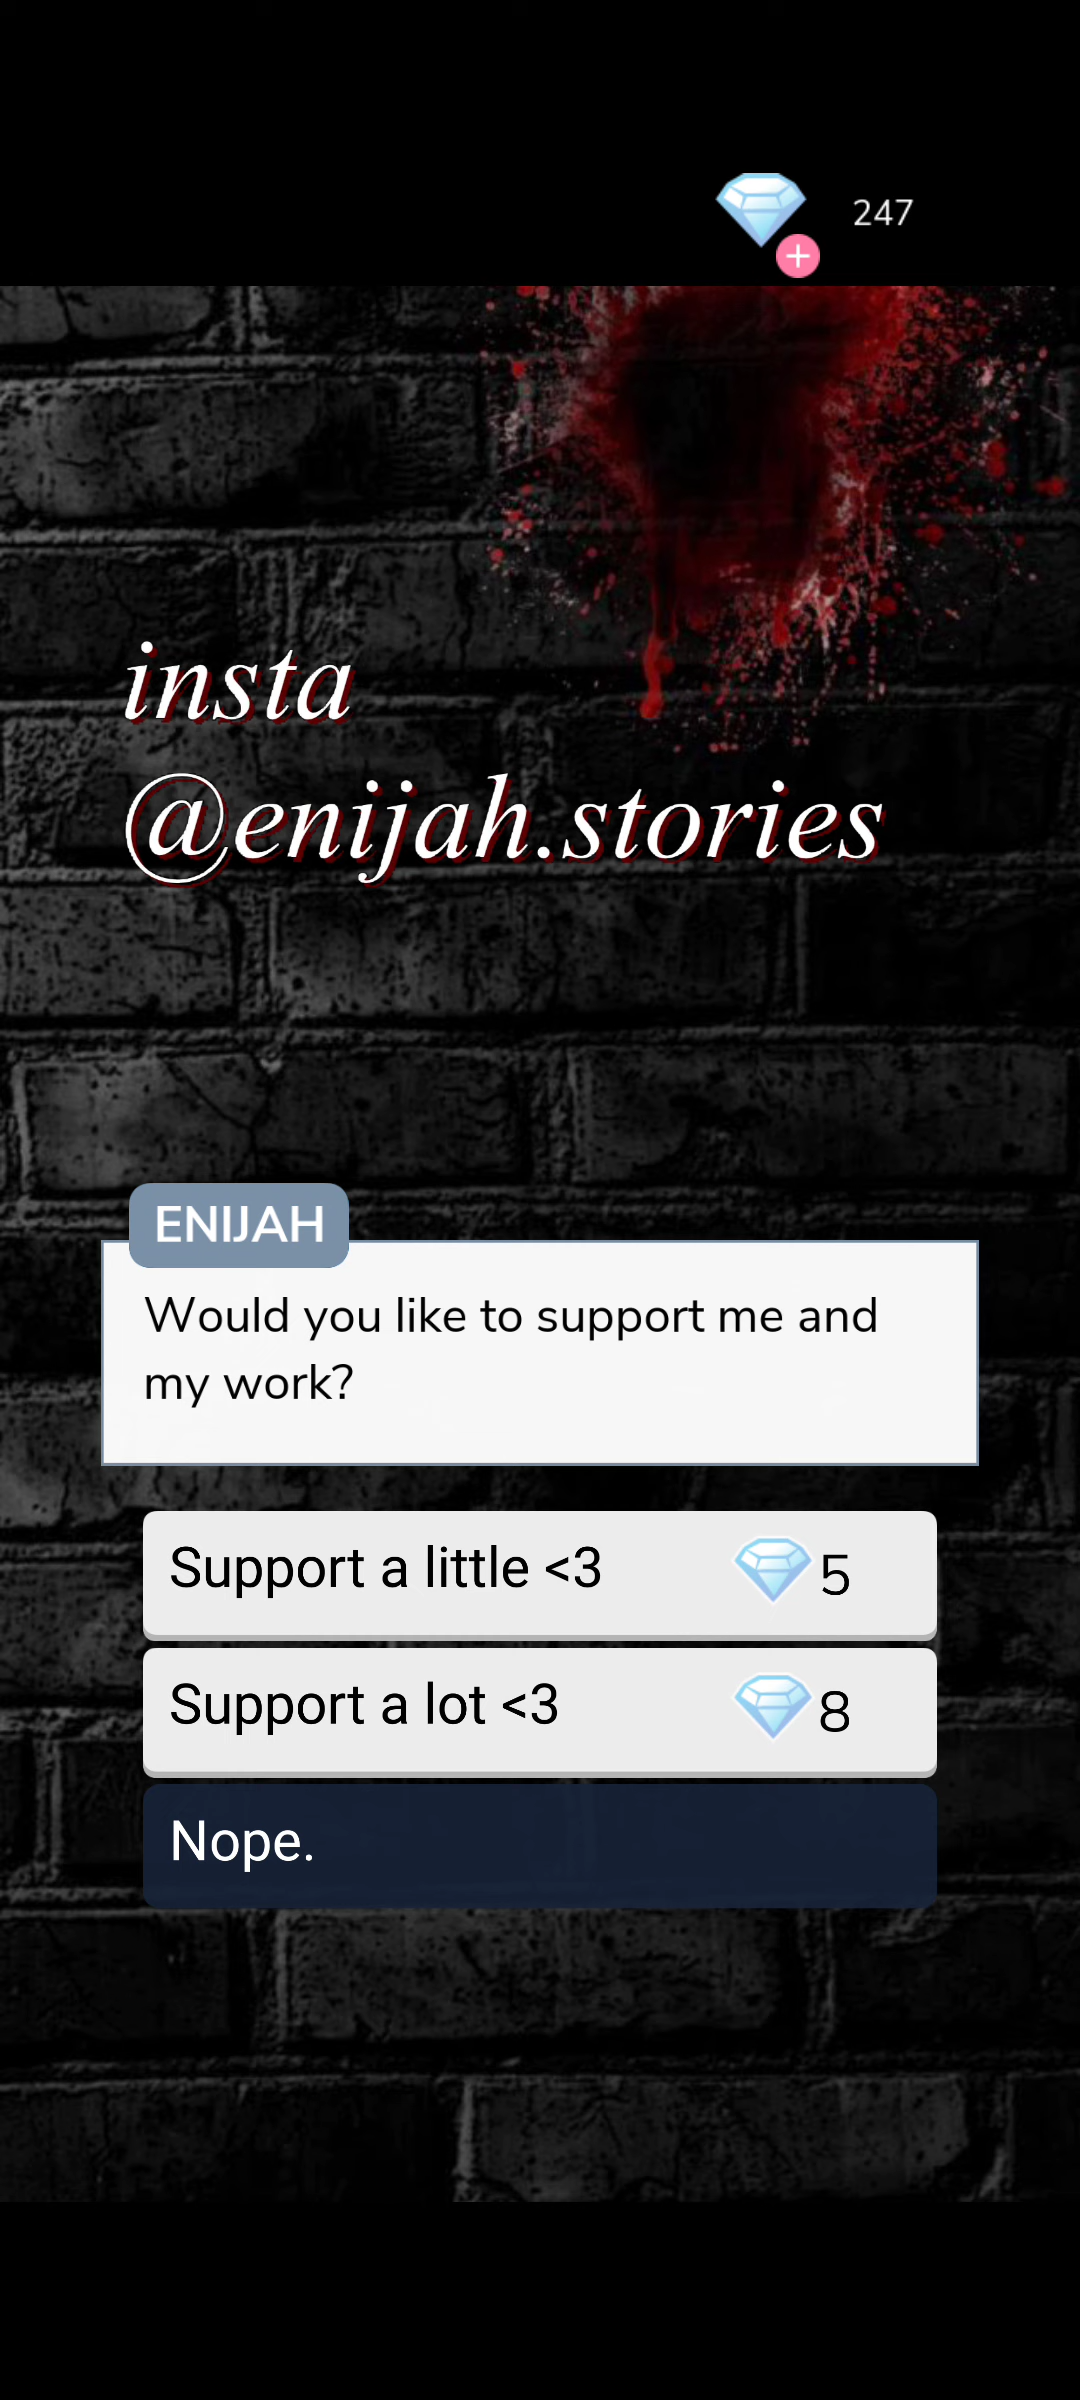 247
insta
@enijah.stories
ENIJAH
Would you like to support me and
my work?
Support a little <3 5
Support a lot <3 8
Nope.